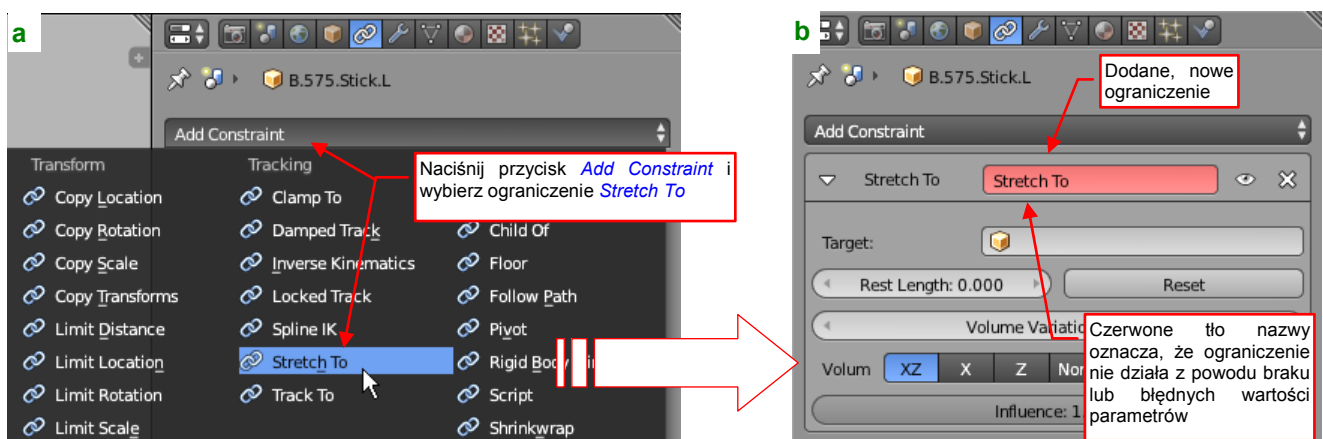 a
B.575.Stick.L
Add Constraint
Transform
Tracking
Copy Location
Copy Rotation
Copy Scale
Copy Transforms
Limit Distance
Limit Location
Limit Rotation
Limit Scale
Clamp To
Damped Track
Inverse Kinematics
Locked Track
Spline IK
Stretch To
Track To
Child Of
Floor
Follow Path
Pivot
Rigid Body
Script
Shrinkwrap
Naciśnij przycisk Add Constraint i
wybierz ograniczenie Stretch To
b
B.575.Stick.L
Dodane, nowe
ograniczenie
Add Constraint
Stretch To
Stretch To
Target:
Rest Length: 0.000
Reset
Volume
Volum
XZ
X
Z
Influence:
Czerwone tło nazwy
oznacza, że ograniczenie
nie działa z powodu braku
lub błędnych wartości
parametrów